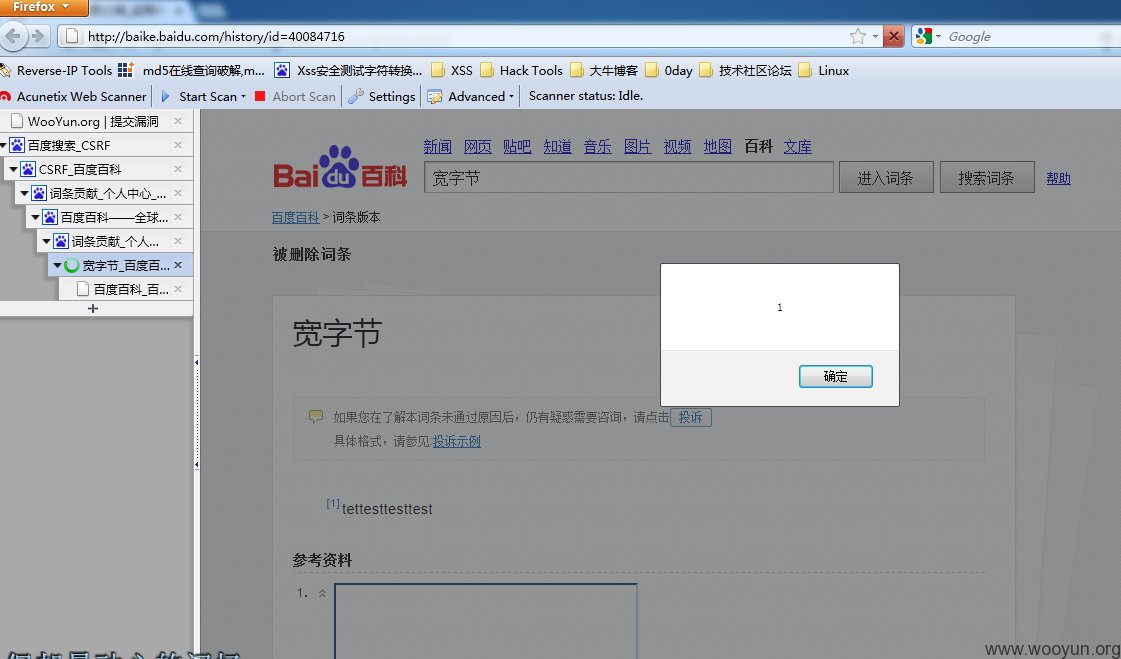 Firefox
http://baike.baidu.com/history/id=40084716
Google
Reverse-IP Tools md5在线查询破解,m... Xss安全测试字符转换... XSS Hack Tools 大牛博客 0day 技术社区论坛 Linux
Acunetix Web Scanner Start Scan Abort Scan Settings Advanced Scanner status: Idle.
WooYun.org | 提交漏洞
百度搜索_CSRF
CSRF_百度百科
词条贡献_个人中心_...
百度百科——全球...
词条贡献_个人...
宽字节_百度百...
百度百科_百...
新闻 网页 贴吧 知道 音乐 图片 视频 地图 百科 文库
Bai du 百科
宽字节 进入词条 搜索词条 帮助
百度百科 > 词条版本
被删除词条
1
确定
宽字节
如果您在了解本词条未通过原因后，仍有疑惑需要咨询，请点击 投诉
具体格式，请参见:投诉示例
[1] tettesttesttest
参考资料
1.
www.wooyun.org